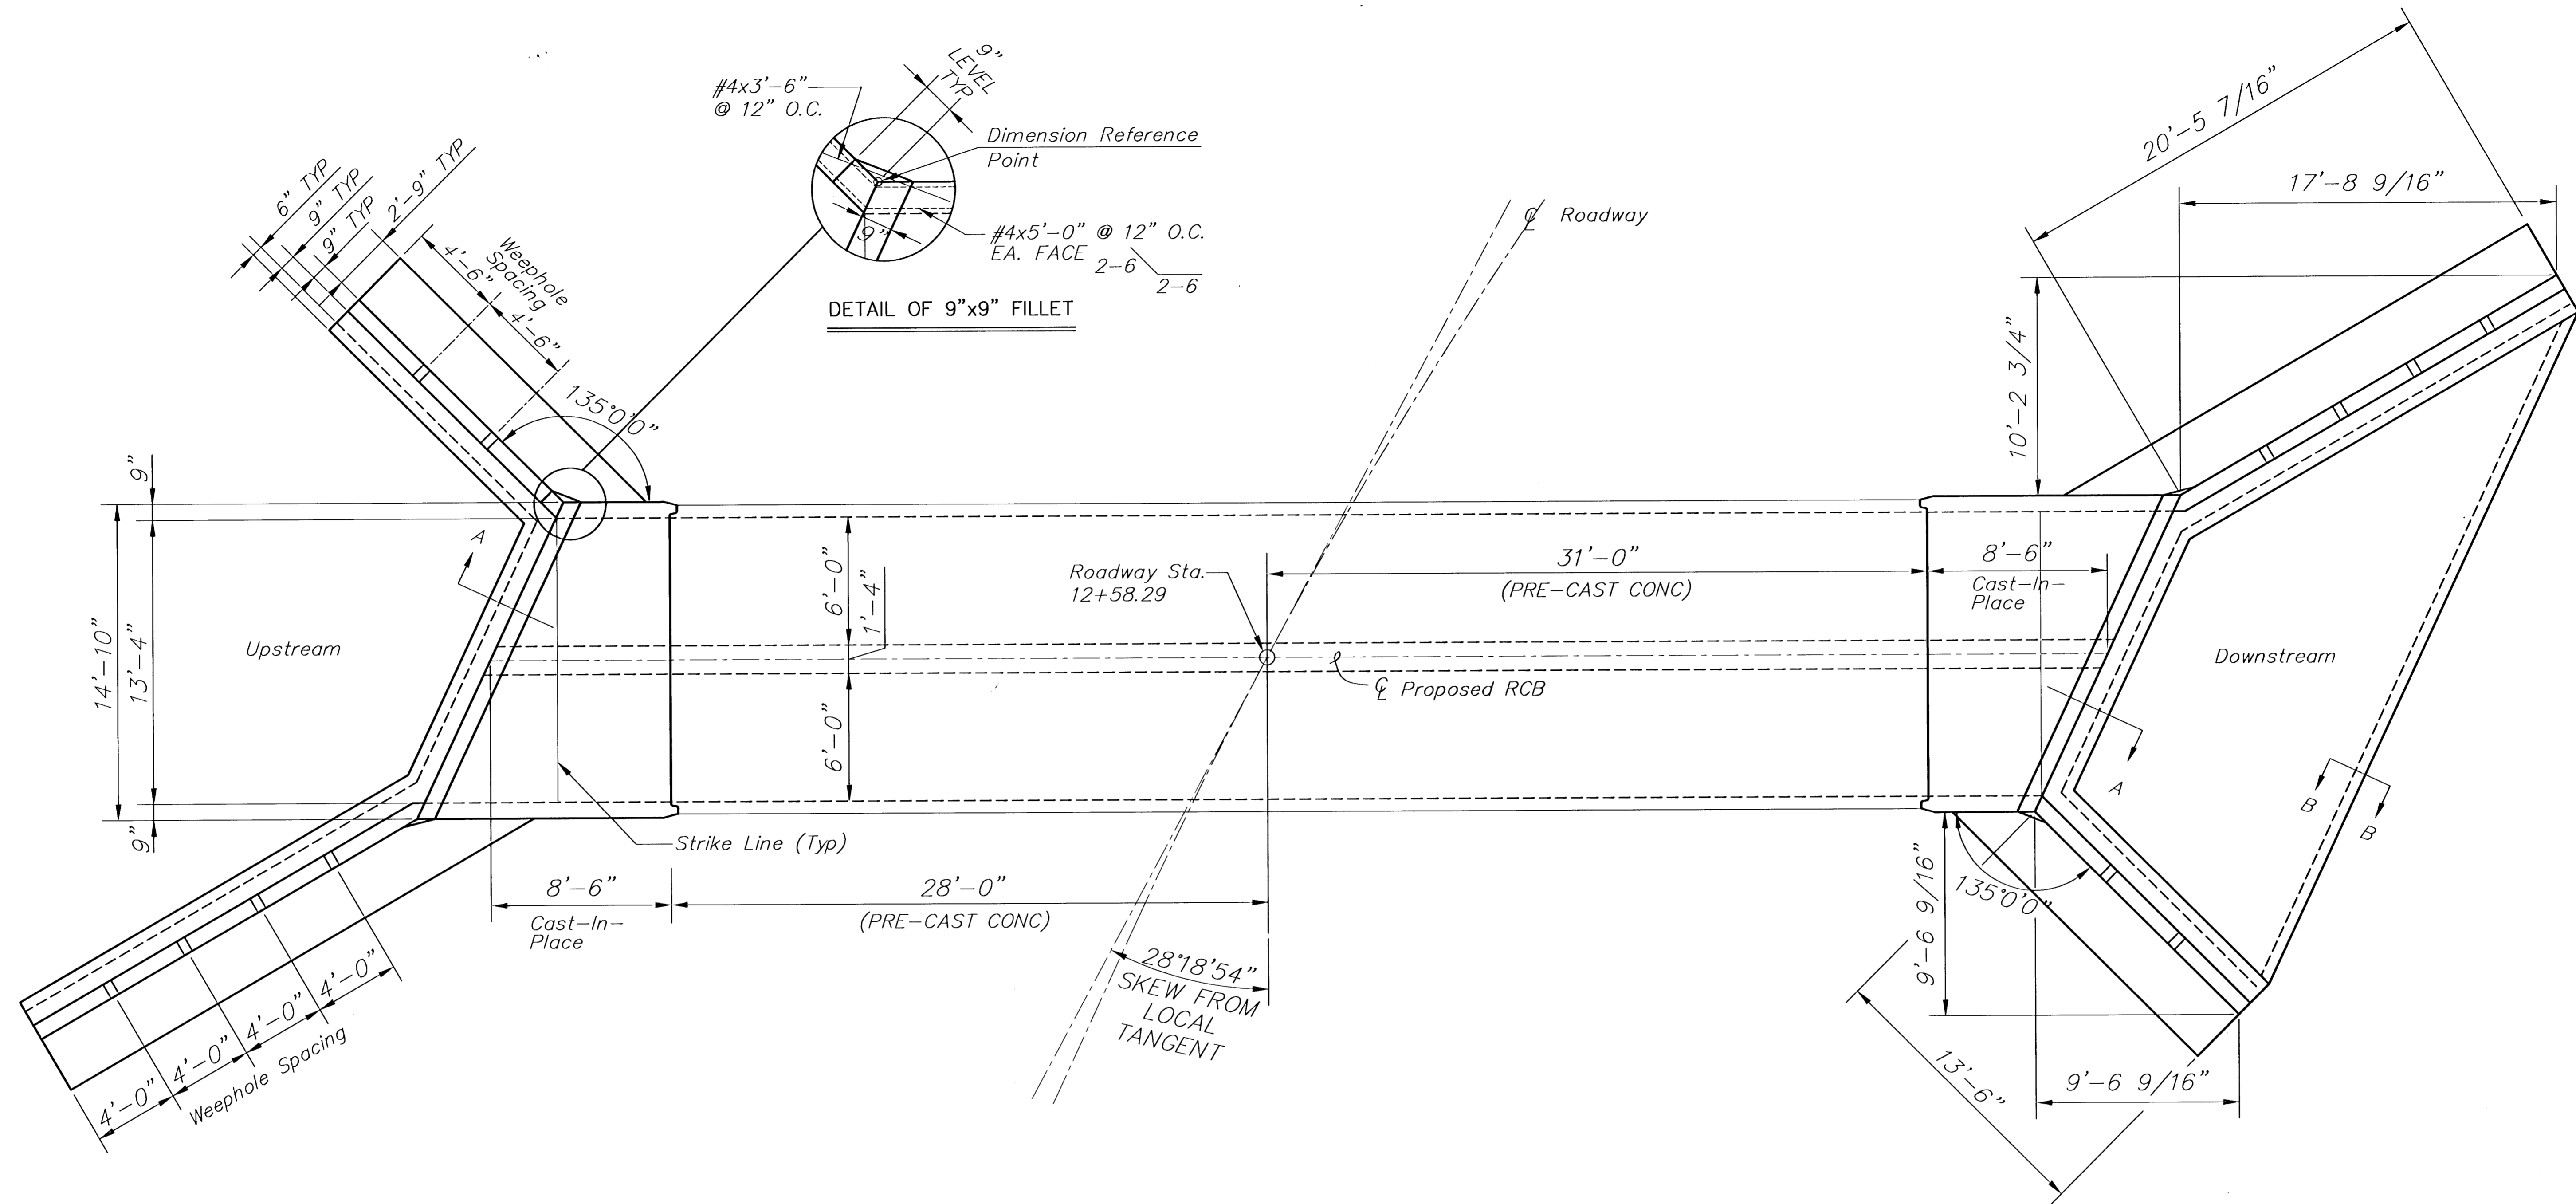 9"
LEVEL
TYP
#4x3'-6"
@ 12" O.C.
Dimension Reference
Point
9"
#4x5'-0" @ 12" O.C.
EA. FACE
2-6
2-6
DETAIL OF 9"x9" FILLET
℄ Roadway
20'-5 7/16"
17'-8 9/16"
10'-2 3/4"
6" TYP
9" TYP
9" TYP
2'-9" TYP
Weephole
Spacing
4'-6"
4'-6"
135°0'0"
9"
14'-10"
13'-4"
9"
Upstream
A
6'-0"
1'-4"
6'-0"
Roadway Sta.
12+58.29
31'-0"
(PRE-CAST CONC)
8'-6"
Cast-In-
Place
℄ Proposed RCB
Downstream
A
B
B
Strike Line (Typ)
8'-6"
Cast-In-
Place
28'-0"
(PRE-CAST CONC)
28°18'54"
SKEW FROM
LOCAL
TANGENT
4'-0"
4'-0"
4'-0"
4'-0"
Weephole Spacing
135°0'0"
9'-6 9/16"
13'-6"
9'-6 9/16"